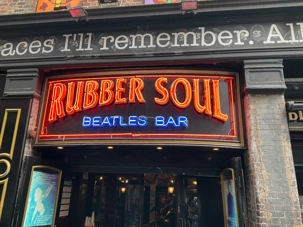 aces I'll remember. All
RUBBER SOUL
BEATLES BAR